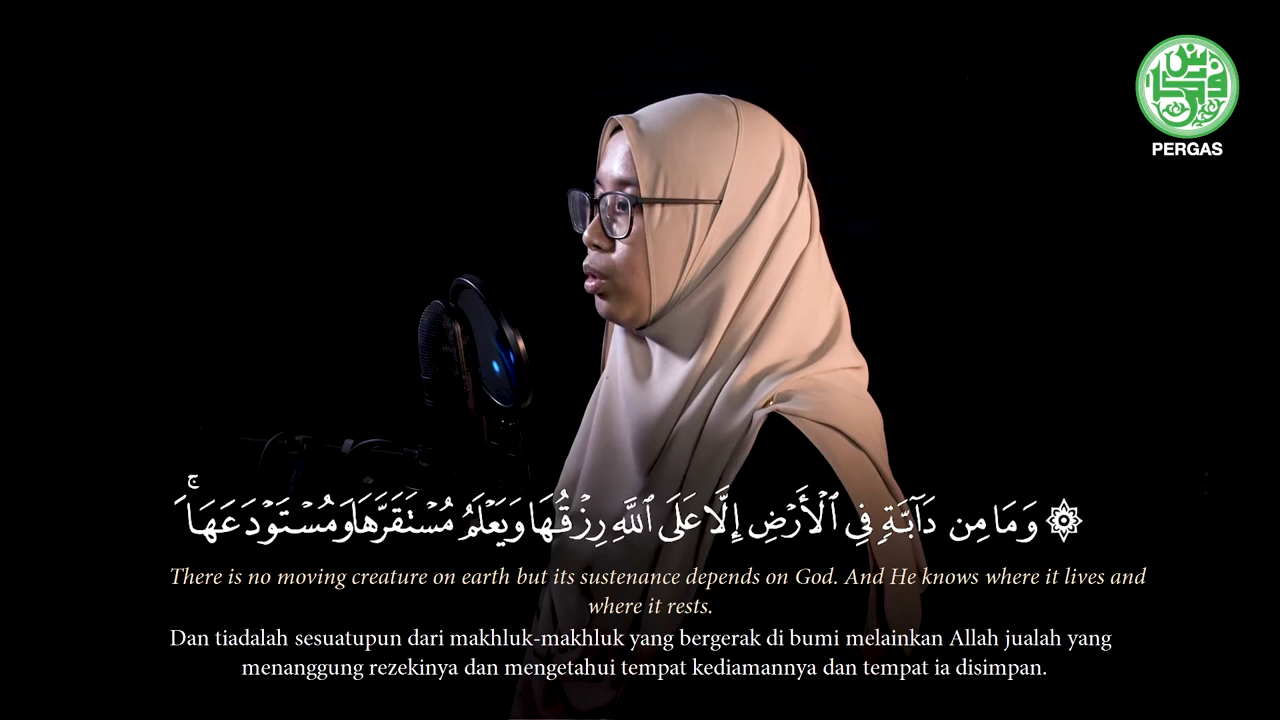 PERGAS
۞ وَمَا مِن دَآبَّةٍ فِي ٱلْأَرْضِ إِلَّا عَلَى ٱللَّهِ رِزْقُهَا وَيَعْلَمُ مُسْتَقَرَّهَا وَمُسْتَوْدَعَهَا ۚ
There is no moving creature on earth but its sustenance depends on God. And He knows where it lives and
where it rests.
Dan tiadalah sesuatupun dari makhluk-makhluk yang bergerak di bumi melainkan Allah jualah yang
menanggung rezekinya dan mengetahui tempat kediamannya dan tempat ia disimpan.